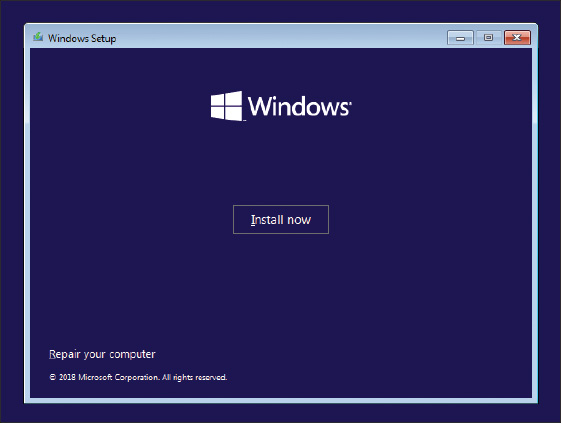 Windows Setup
Windows
Install now
Repair your computer
© 2018 Microsoft Corporation. All rights reserved.